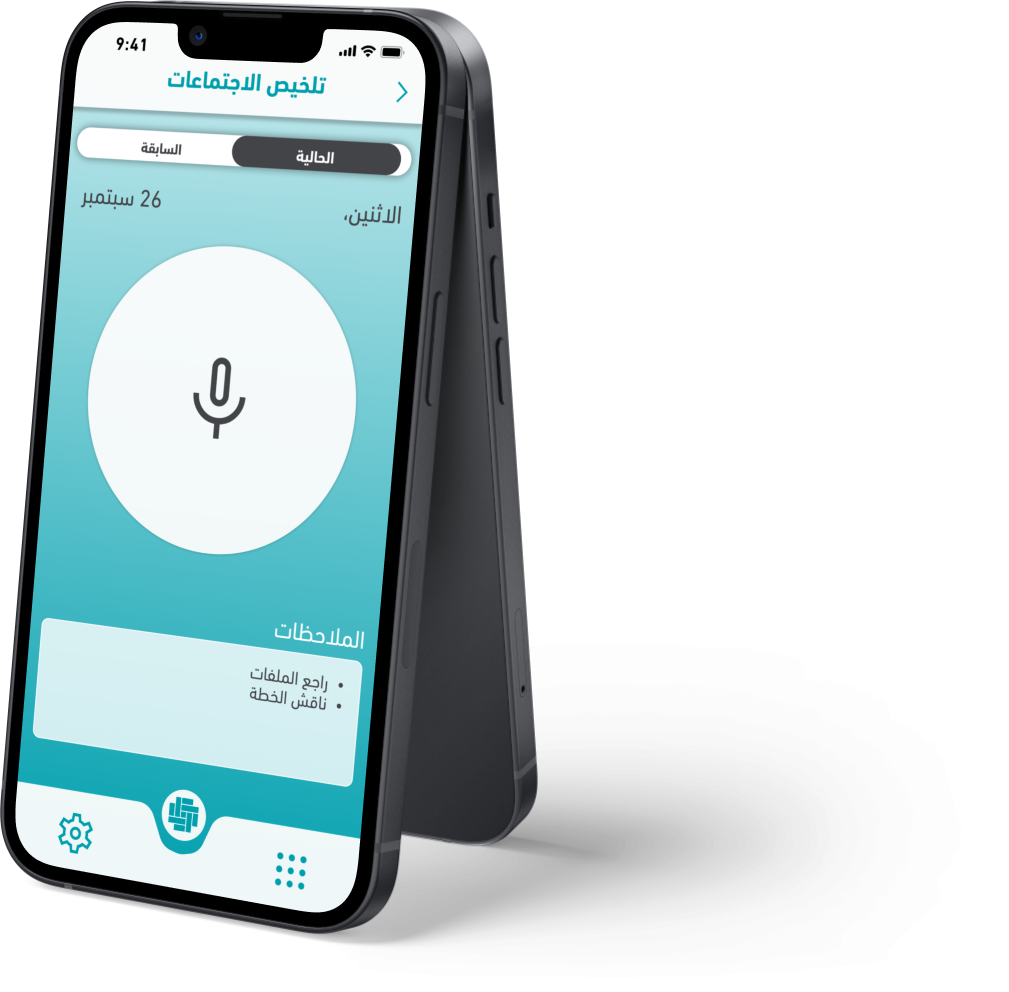 9:41
تلخيص الاجتماعات
الحالية
السابقة
الاثنين،
26 سبتمبر
الملاحظات
• راجع الملفات
• ناقش الخطة